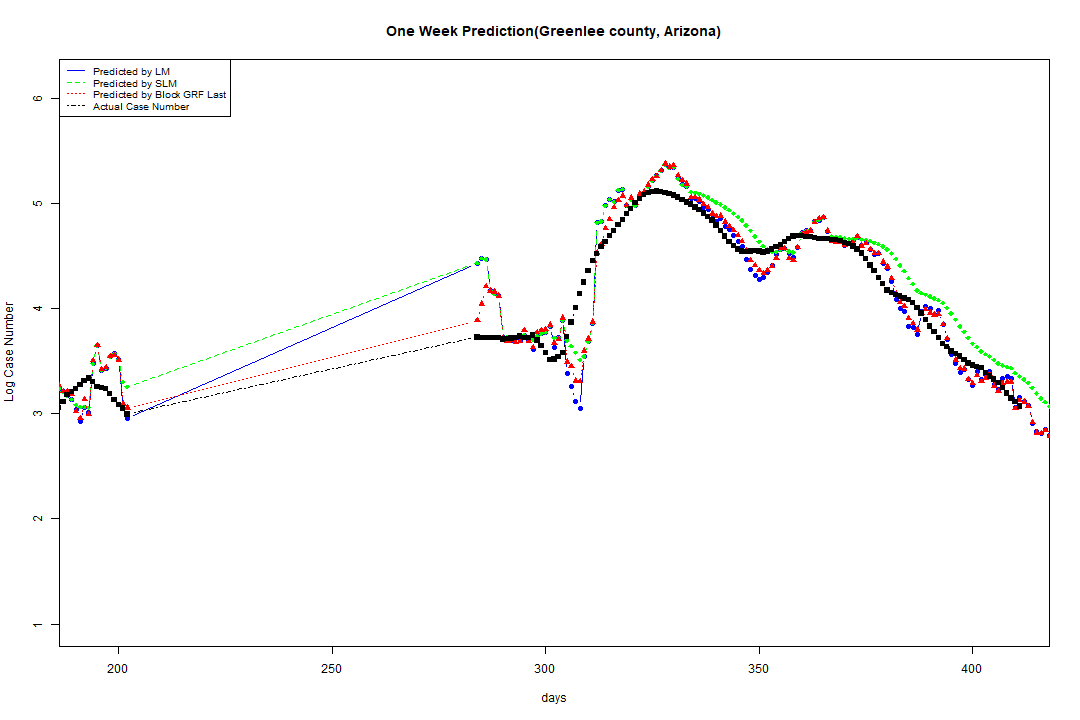 One Week Prediction(Greenlee county, Arizona)
Predicted by LM
Predicted by SLM
Predicted by Block GRF Last
Actual Case Number
6
5
4
3
2
1
Log Case Number
200
250
300
350
400
days